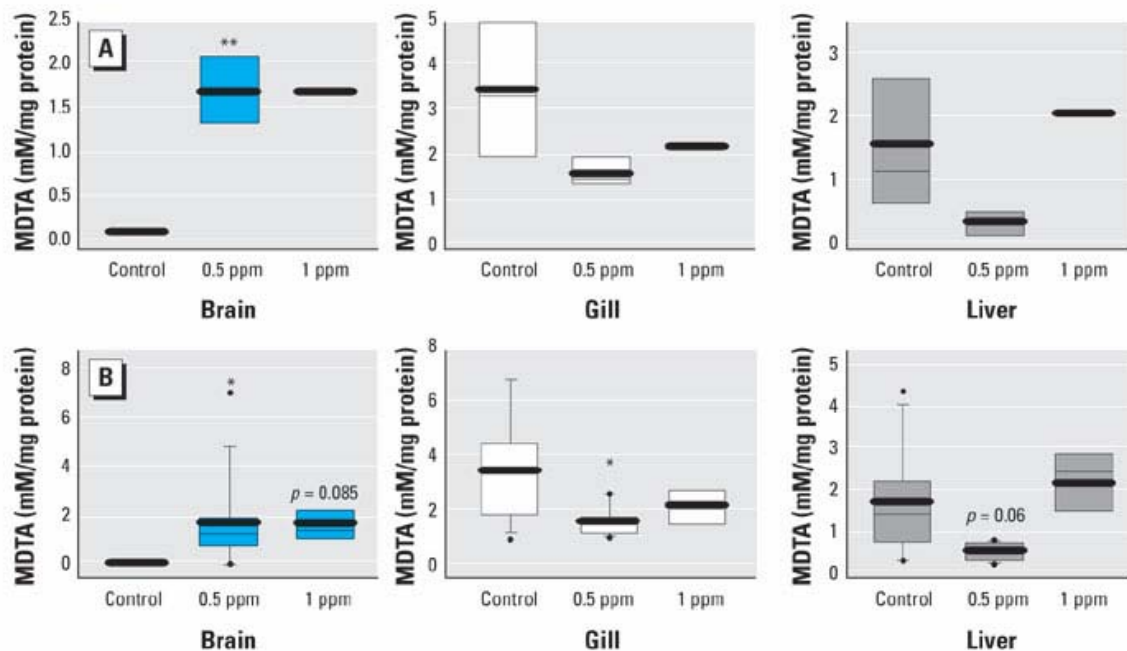 A
MDTA (mM/mg protein)
2.5
2.0
1.5
1.0
0.5
0.0
**
Control 0.5 ppm 1 ppm
Brain
MDTA (mM/mg protein)
5
4
3
2
1
0
Control 0.5 ppm 1 ppm
Gill
MDTA (mM/mg protein)
3
2
1
0
Control 0.5 ppm 1 ppm
Liver
B
MDTA (mM/mg protein)
8
6
4
2
0
*
p = 0.085
Control 0.5 ppm 1 ppm
Brain
MDTA (mM/mg protein)
8
6
4
2
0
*
Control 0.5 ppm 1 ppm
Gill
MDTA (mM/mg protein)
5
4
3
2
1
0
p = 0.06
Control 0.5 ppm 1 ppm
Liver